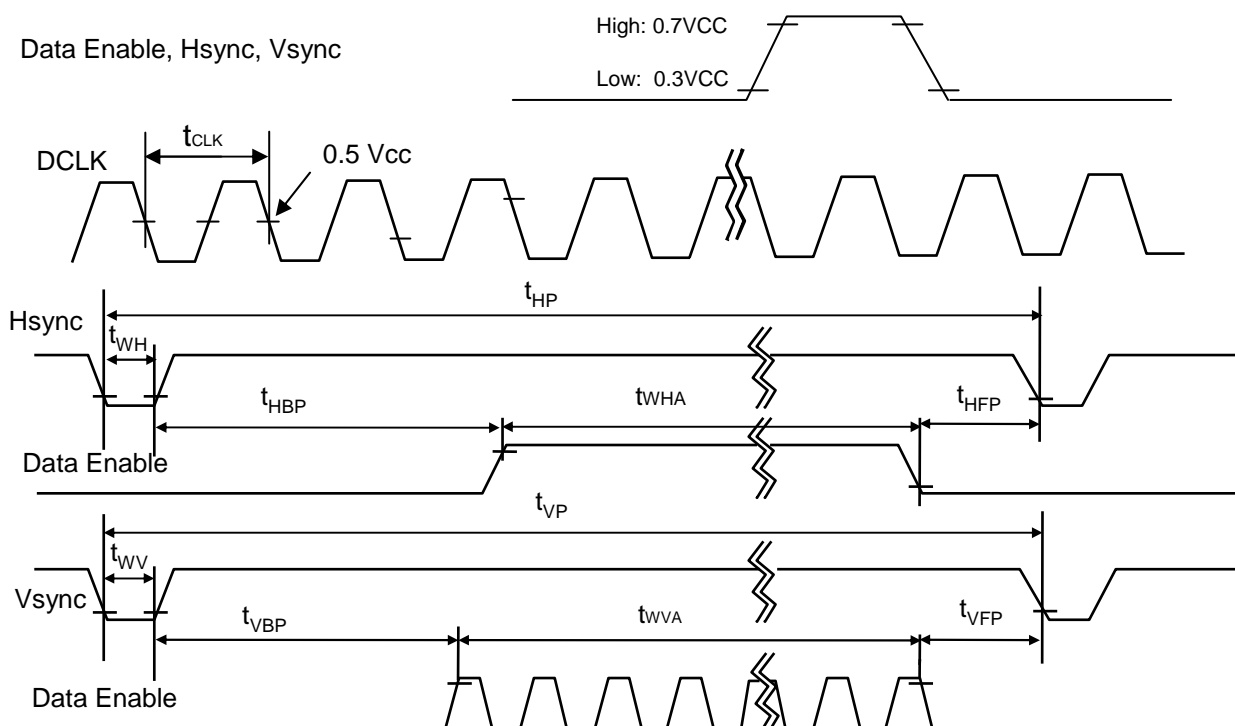 High: 0.7VCC
Data Enable, Hsync, Vsync
Low: 0.3VCC
tCLK
DCLK
0.5 Vcc
tHP
Hsync
tWH
tHBP
tWHA
tHFP
Data Enable
tVP
tWV
Vsync
tVBP
tWVA
tVFP
Data Enable